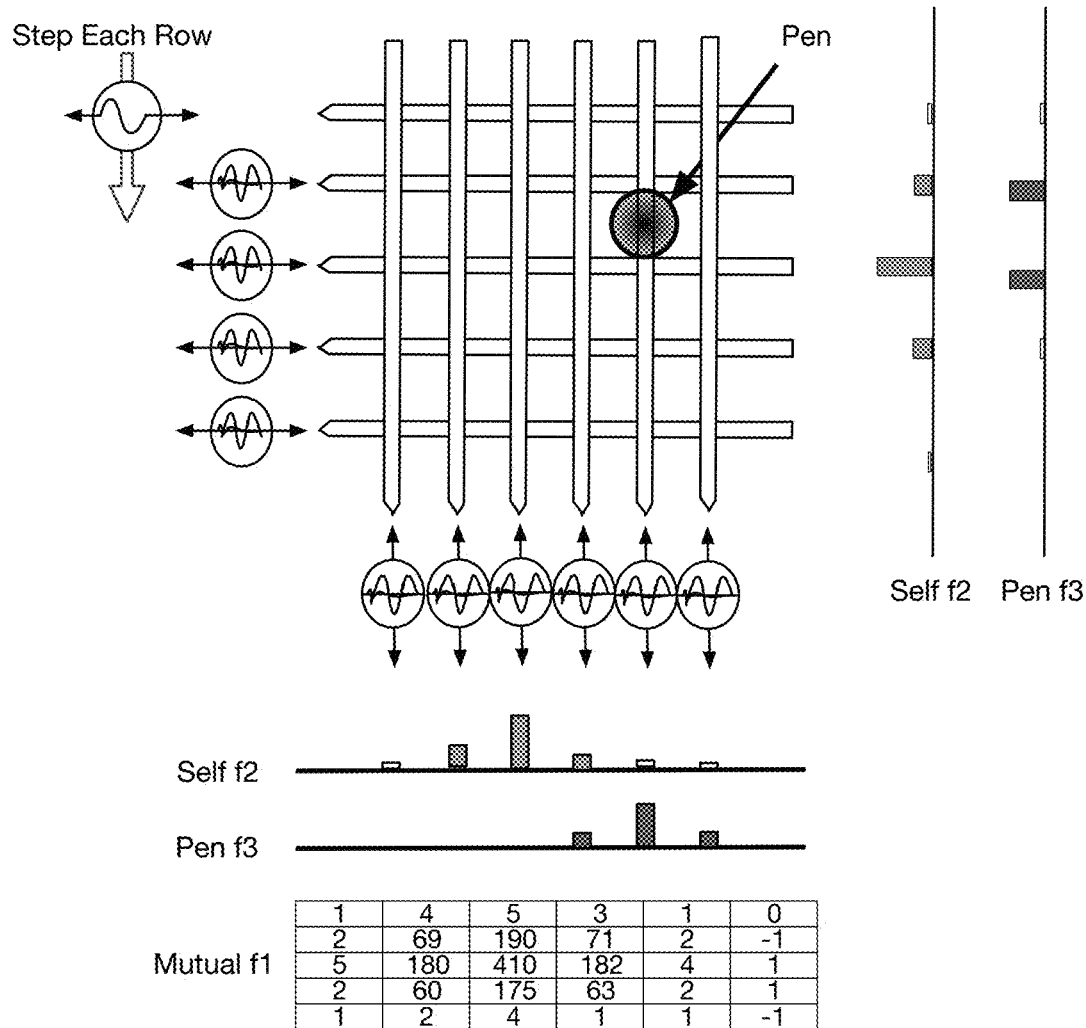 Step Each Row
Pen
Self f2
Pen f3
Self f2
Pen f3
Mutual f1
1 4 5 3 1 0
2 69 190 71 2 -1
5 180 410 182 4 1
2 60 175 63 2 1
1 2 4 1 1 -1